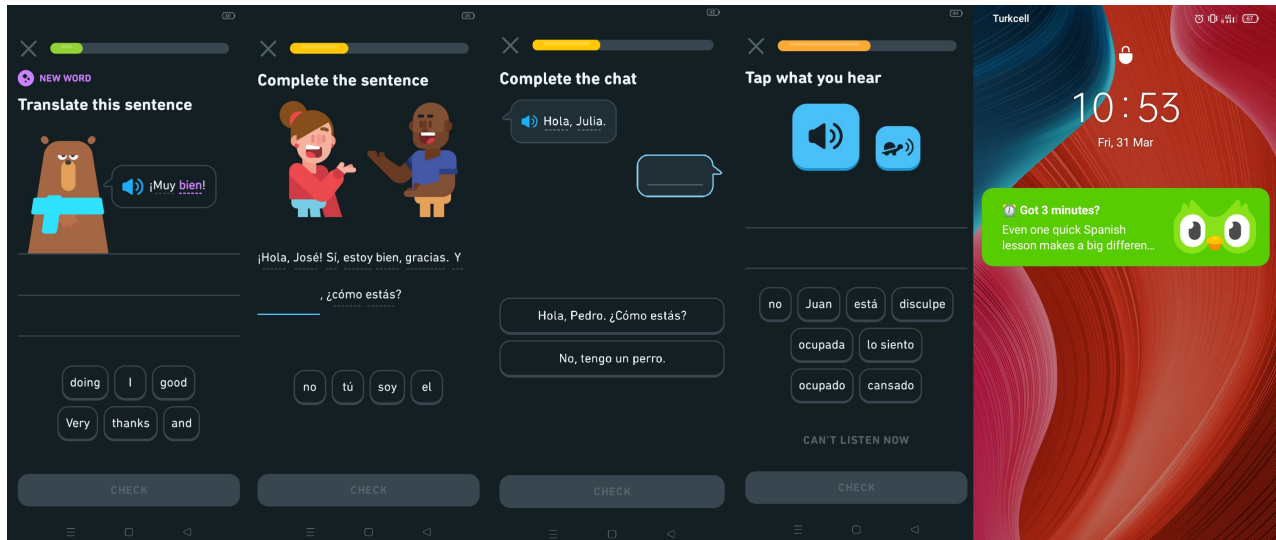 NEW WORD
Translate this sentence
¡Muy bien!
doing
I
good
Very
thanks
and
CHECK
Complete the sentence
¡Hola, José! Sí, estoy bien, gracias. Y
, ¿cómo estás?
no
tú
soy
el
CHECK
Complete the chat
Hola, Julia.
Hola, Pedro. ¿Cómo estás?
No, tengo un perro.
CHECK
Tap what you hear
no
Juan
está
disculpe
ocupada
lo siento
ocupado
cansado
CAN'T LISTEN NOW
CHECK
Turkcell
67
10:53
Fri, 31 Mar
Got 3 minutes?
Even one quick Spanish
lesson makes a big differen...